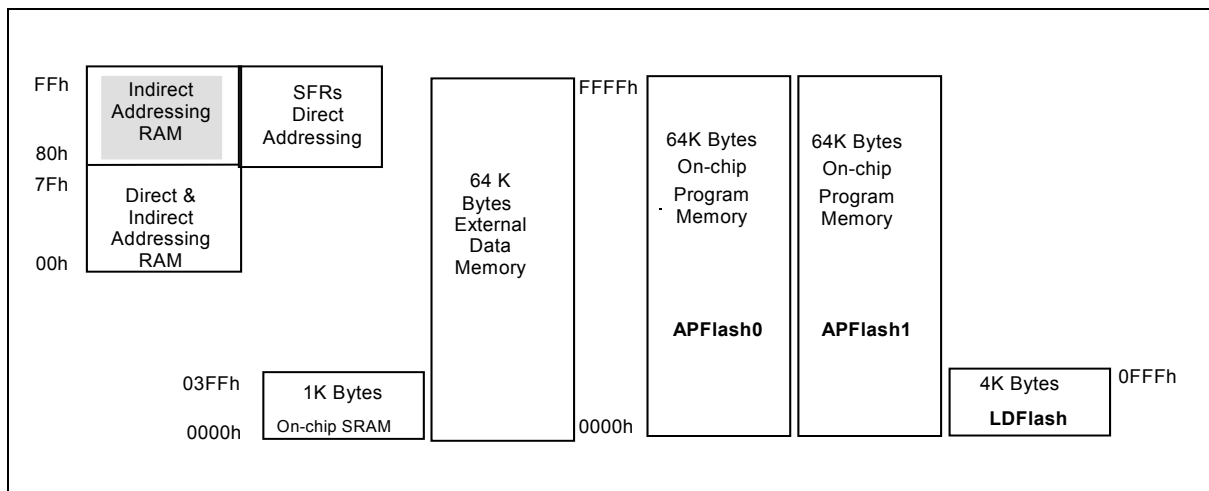 FFh
Indirect
Addressing
RAM
80h
SFRs
Direct
Addressing
7Fh
Direct &
Indirect
Addressing
RAM
00h
03FFh
1K Bytes
On-chip SRAM
0000h
64 K
Bytes
External
Data
Memory
FFFFh
0000h
64K Bytes
On-chip
Program
Memory
APFlash0
64K Bytes
On-chip
Program
Memory
APFlash1
4K Bytes
LDFlash
0FFFh